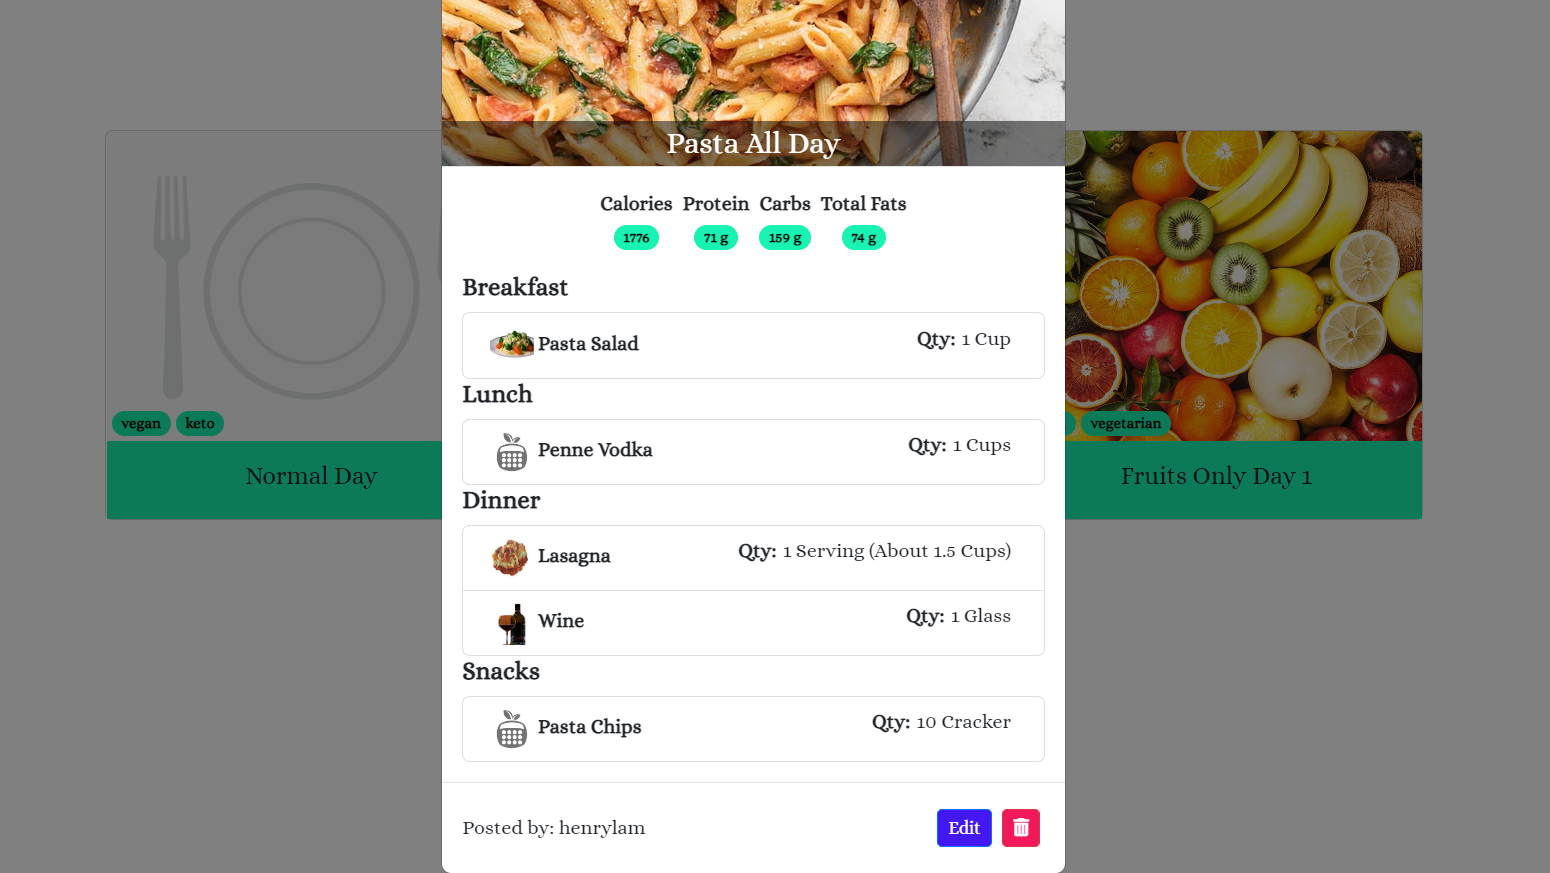 Pasta All Day
Calories Protein Carbs Total Fats
1776 71 g 159 g 74 g
Breakfast
Pasta Salad Qty: 1 Cup
Lunch
Penne Vodka Qty: 1 Cups
Dinner
Lasagna Qty: 1 Serving (About 1.5 Cups)
Wine Qty: 1 Glass
Snacks
Pasta Chips Qty: 10 Cracker
Posted by: henrylam Edit
vegan keto
Normal Day
vegetarian
Fruits Only Day 1